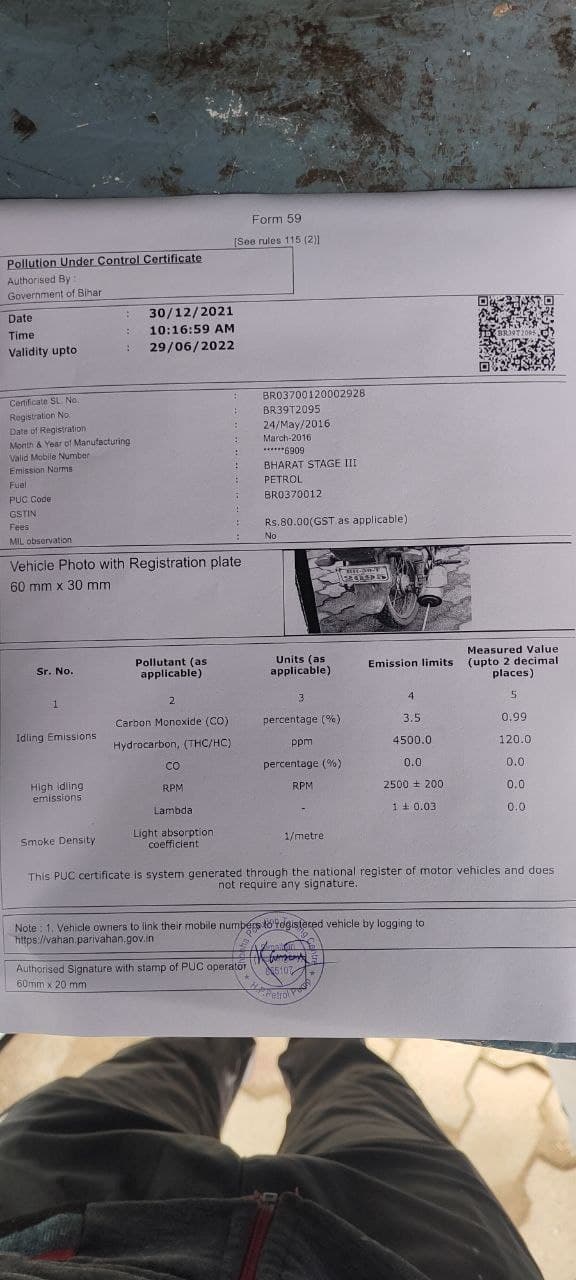 Form 59
[See rules 115 (2)]
Pollution Under Control Certificate
Authorised By :
Government of Bihar
Date : 30/12/2021
Time : 10:16:59 AM
Validity upto : 29/06/2022
BR39T2095
Certificate SL. No. : BR03700120002928
Registration No. : BR39T2095
Date of Registration : 24/May/2016
Month & Year of Manufacturing : March-2016
Valid Mobile Number : ******6909
Emission Norms : BHARAT STAGE III
Fuel : PETROL
PUC Code : BR0370012
GSTIN :
Fees : Rs.80.00(GST as applicable)
MIL observation : No
Vehicle Photo with Registration plate
60 mm x 30 mm
BR-39-T
2095
Sr. No. Pollutant (as applicable) Units (as applicable) Emission limits Measured Value (upto 2 decimal places)
1 2 3 4 5
Idling Emissions Carbon Monoxide (CO) percentage (%) 3.5 0.99
Hydrocarbon, (THC/HC) ppm 4500.0 120.0
High idling emissions CO percentage (%) 0.0 0.0
RPM RPM 2500 ± 200 0.0
Lambda - 1 ± 0.03 0.0
Smoke Density Light absorption coefficient 1/metre
This PUC certificate is system generated through the national register of motor vehicles and does
not require any signature.
Note : 1. Vehicle owners to link their mobile numbers to registered vehicle by logging to
https://vahan.parivahan.gov.in
Authorised Signature with stamp of PUC operator
60mm x 20 mm
Centre
H.P.Petrol Pump